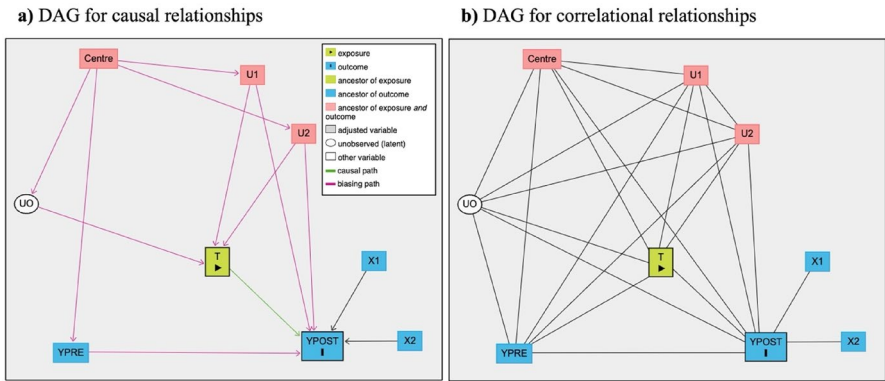 a) DAG for causal relationships
Centre
U1
U2
UO
T
X1
X2
YPRE
YPOST
I
exposure
outcome
ancestor of exposure
ancestor of outcome
ancestor of exposure and
outcome
adjusted variable
unobserved (latent)
other variable
causal path
biasing path
b) DAG for correlational relationships
Centre
U1
U2
UO
T
X1
X2
YPRE
YPOST
I